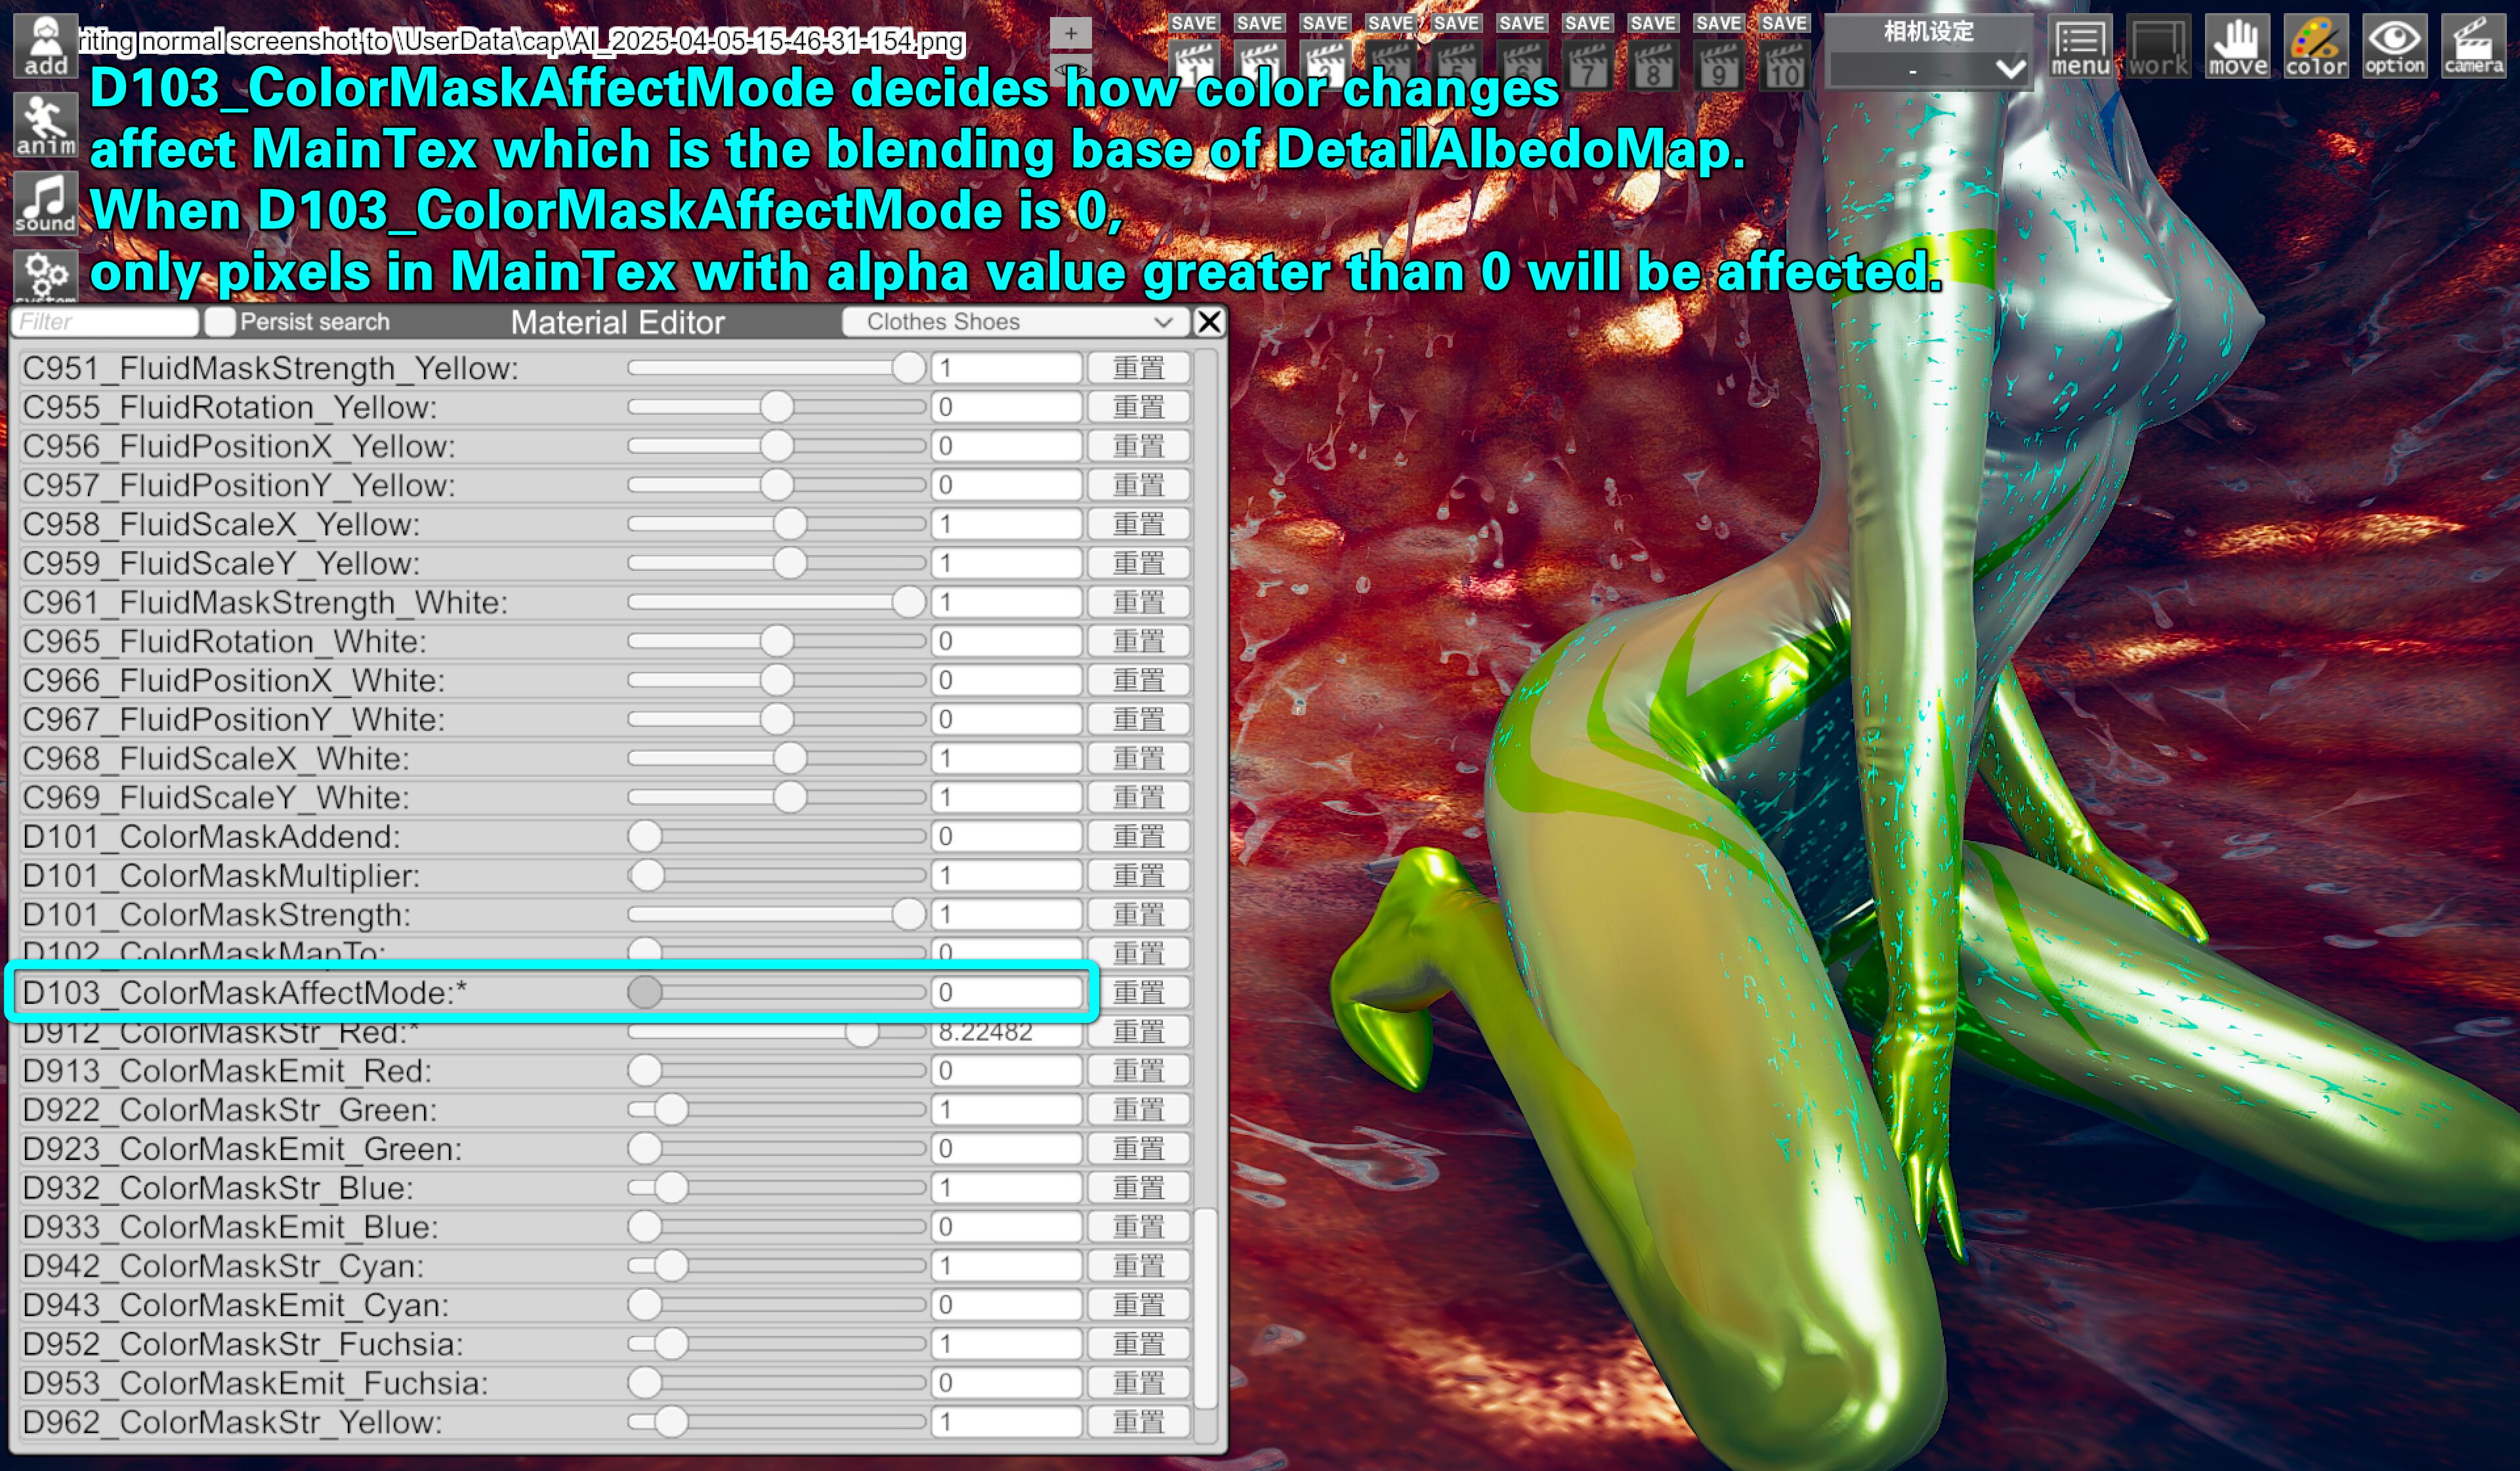 add
riting normal screenshot to \UserData\cap\AI_2025-04-05-15-46-31-154.png
+
SAVE SAVE SAVE SAVE SAVE SAVE SAVE SAVE SAVE SAVE
1 2 3 4 5 6 7 8 9 10
相机设定
-
menu work move color option camera
anim
sound
system
D103_ColorMaskAffectMode decides how color changes
affect MainTex which is the blending base of DetailAlbedoMap.
When D103_ColorMaskAffectMode is 0,
only pixels in MainTex with alpha value greater than 0 will be affected.
Filter Persist search Material Editor Clothes Shoes X
C951_FluidMaskStrength_Yellow: 1 重置
C955_FluidRotation_Yellow: 0 重置
C956_FluidPositionX_Yellow: 0 重置
C957_FluidPositionY_Yellow: 0 重置
C958_FluidScaleX_Yellow: 1 重置
C959_FluidScaleY_Yellow: 1 重置
C961_FluidMaskStrength_White: 1 重置
C965_FluidRotation_White: 0 重置
C966_FluidPositionX_White: 0 重置
C967_FluidPositionY_White: 0 重置
C968_FluidScaleX_White: 1 重置
C969_FluidScaleY_White: 1 重置
D101_ColorMaskAddend: 0 重置
D101_ColorMaskMultiplier: 1 重置
D101_ColorMaskStrength: 1 重置
D102_ColorMaskMapTo: 0 重置
D103_ColorMaskAffectMode:* 0 重置
D912_ColorMaskStr_Red:* 8.22482 重置
D913_ColorMaskEmit_Red: 0 重置
D922_ColorMaskStr_Green: 1 重置
D923_ColorMaskEmit_Green: 0 重置
D932_ColorMaskStr_Blue: 1 重置
D933_ColorMaskEmit_Blue: 0 重置
D942_ColorMaskStr_Cyan: 1 重置
D943_ColorMaskEmit_Cyan: 0 重置
D952_ColorMaskStr_Fuchsia: 1 重置
D953_ColorMaskEmit_Fuchsia: 0 重置
D962_ColorMaskStr_Yellow: 1 重置